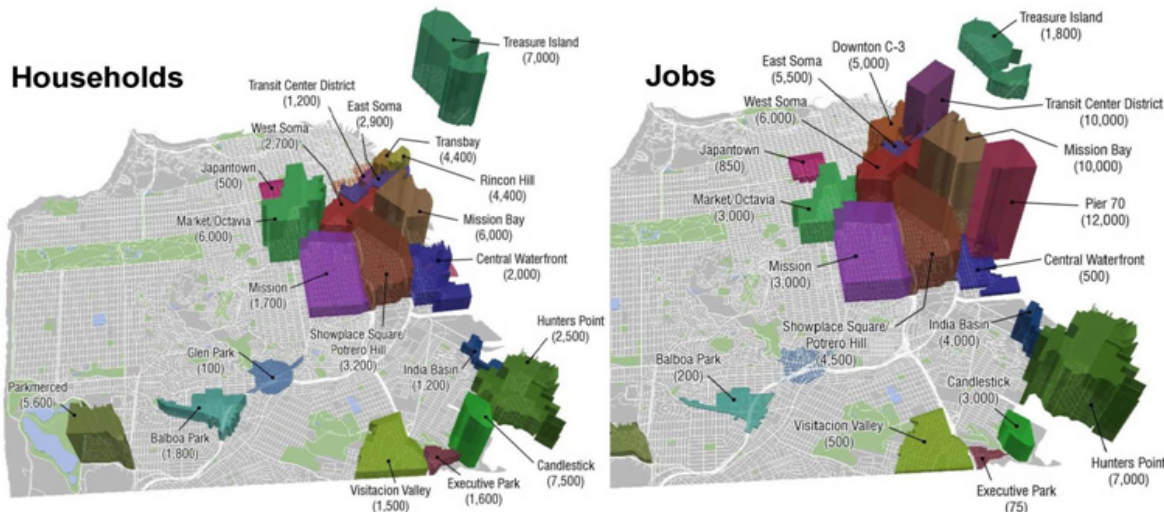 Households
Treasure Island
(7,000)
Transit Center District
(1,200)
East Soma
(2,900)
West Soma
(2,700)
Transbay
(4,400)
Japantown
(500)
Rincon Hill
(4,400)
Market/Octavia
(6,000)
Mission Bay
(6,000)
Central Waterfront
(2,000)
Mission
(1,700)
Showplace Square/
Potrero Hill
(3,200)
Hunters Point
(2,500)
Glen Park
(100)
India Basin
(1,200)
Parkmerced
(5,600)
Balboa Park
(1,800)
Candlestick
(7,500)
Executive Park
(1,600)
Visitacion Valley
(1,500)
Jobs
Treasure Island
(1,800)
Downton C-3
(5,000)
East Soma
(5,500)
West Soma
(6,000)
Transit Center District
(10,000)
Japantown
(850)
Mission Bay
(10,000)
Market/Octavia
(3,000)
Pier 70
(12,000)
Mission
(3,000)
Central Waterfront
(500)
Showplace Square/
Potrero Hill
(4,500)
India Basin
(4,000)
Balboa Park
(200)
Candlestick
(3,000)
Visitacion Valley
(500)
Hunters Point
(7,000)
Executive Park
(75)